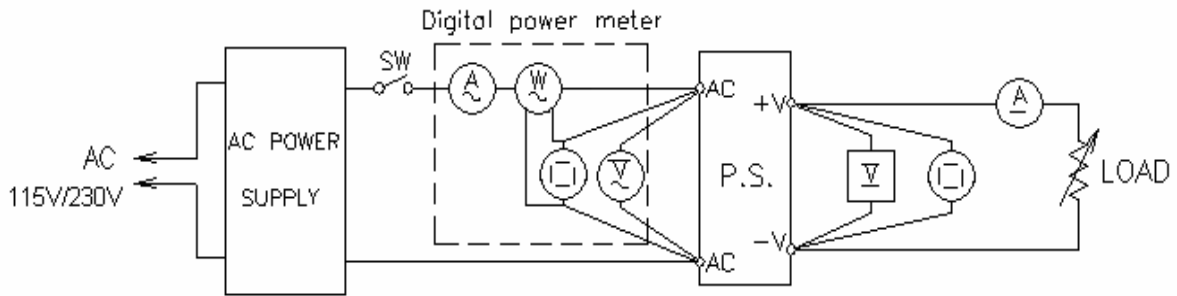 Digital power meter
SW
A
W
AC
+V
A
AC POWER
SUPPLY
AC
115V/230V
V
P.S.
V
LOAD
-V
AC